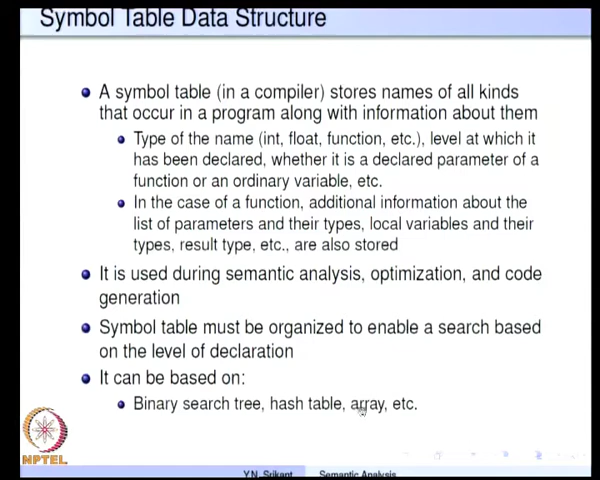 Symbol Table Data Structure
A symbol table (in a compiler) stores names of all kinds
that occur in a program along with information about them
Type of the name (int, float, function, etc.), level at which it
has been declared, whether it is a declared parameter of a
function or an ordinary variable, etc.
In the case of a function, additional information about the
list of parameters and their types, local variables and their
types, result type, etc., are also stored
It is used during semantic analysis, optimization, and code
generation
Symbol table must be organized to enable a search based
on the level of declaration
It can be based on:
Binary search tree, hash table, array, etc.
NPTEL
Y.N. Srikant Semantic Analysis